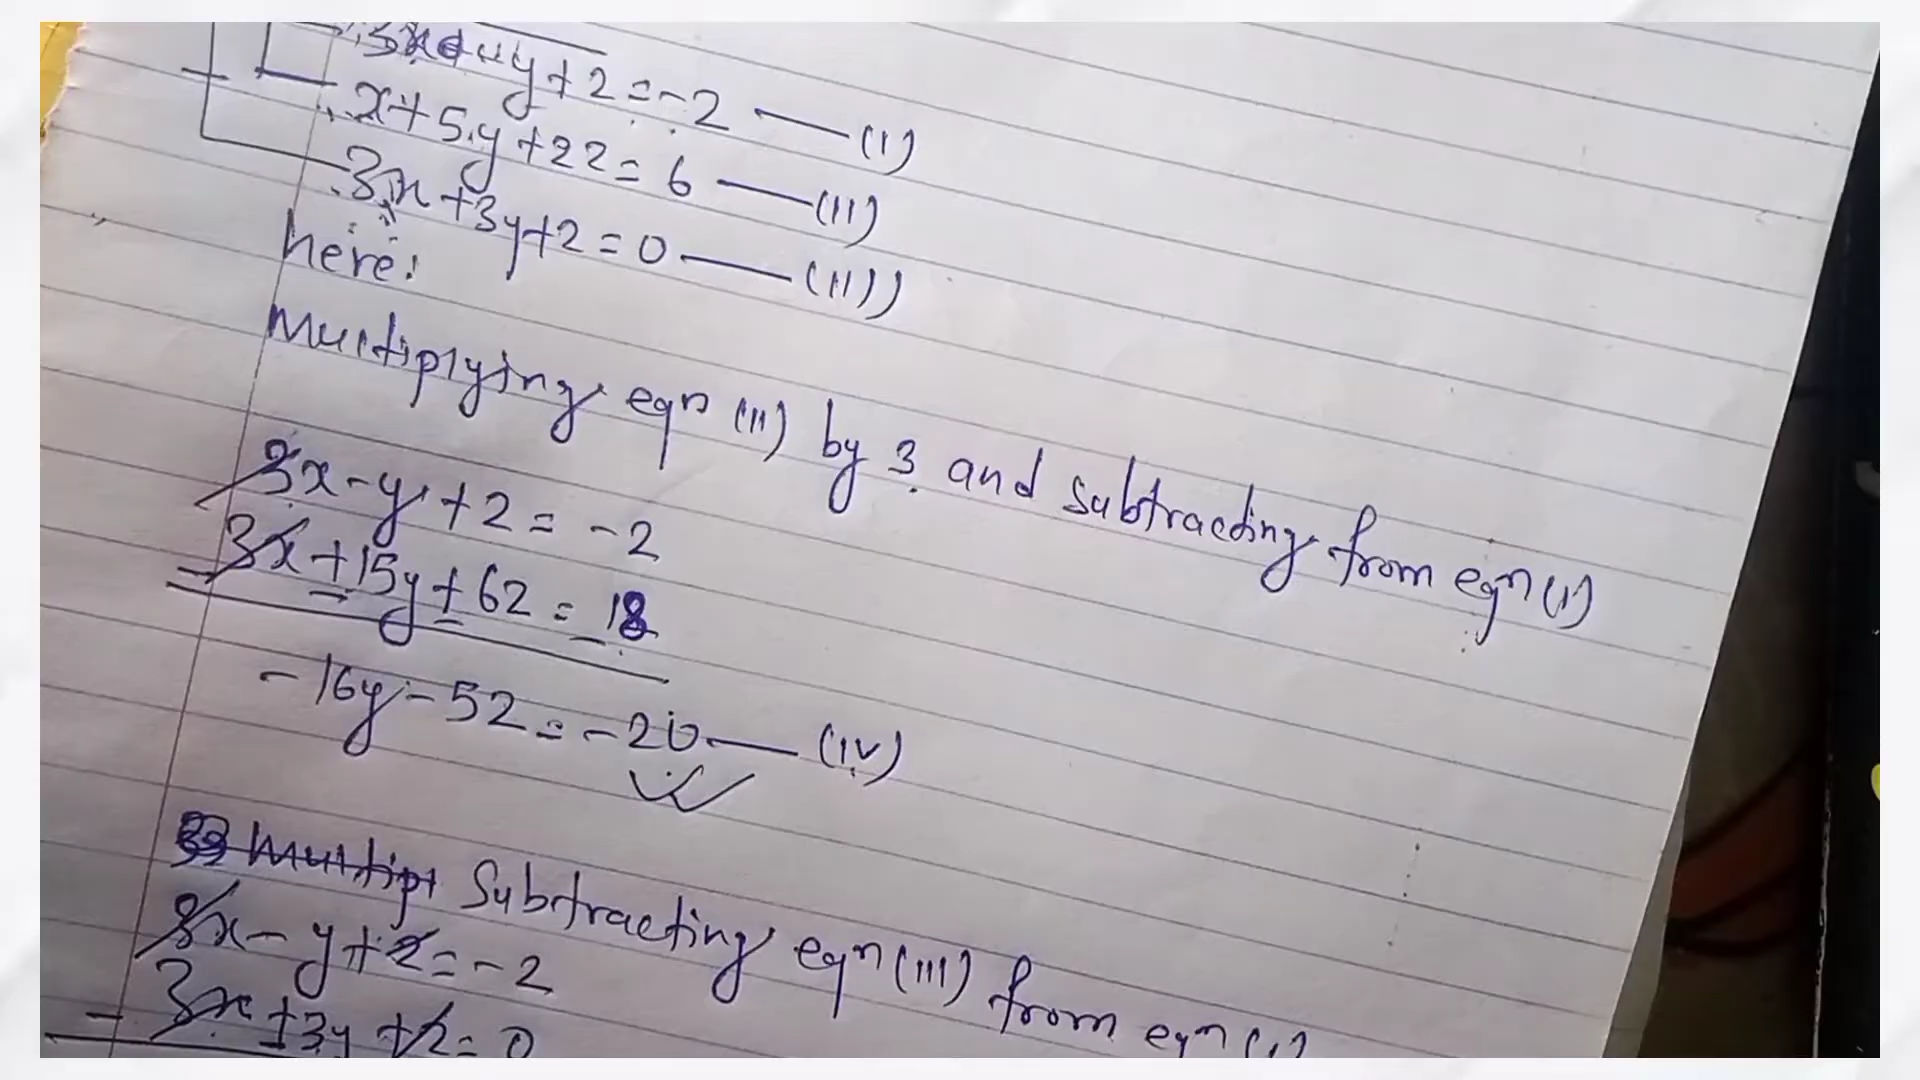 y+2=-2 — (I)
x+5y+2z=6 — (II)
3x+3y+z=0 — (III)
here:
Multiplying eqn (II) by 3 and subtracting from eqn (I)
3x-y+z=-2
3x+15y+6z=18
-16y-5z=-20 — (IV)
Subtracting eqn (III) from eqn (I)
3x-y+z=-2
- 3x+3y+z=0